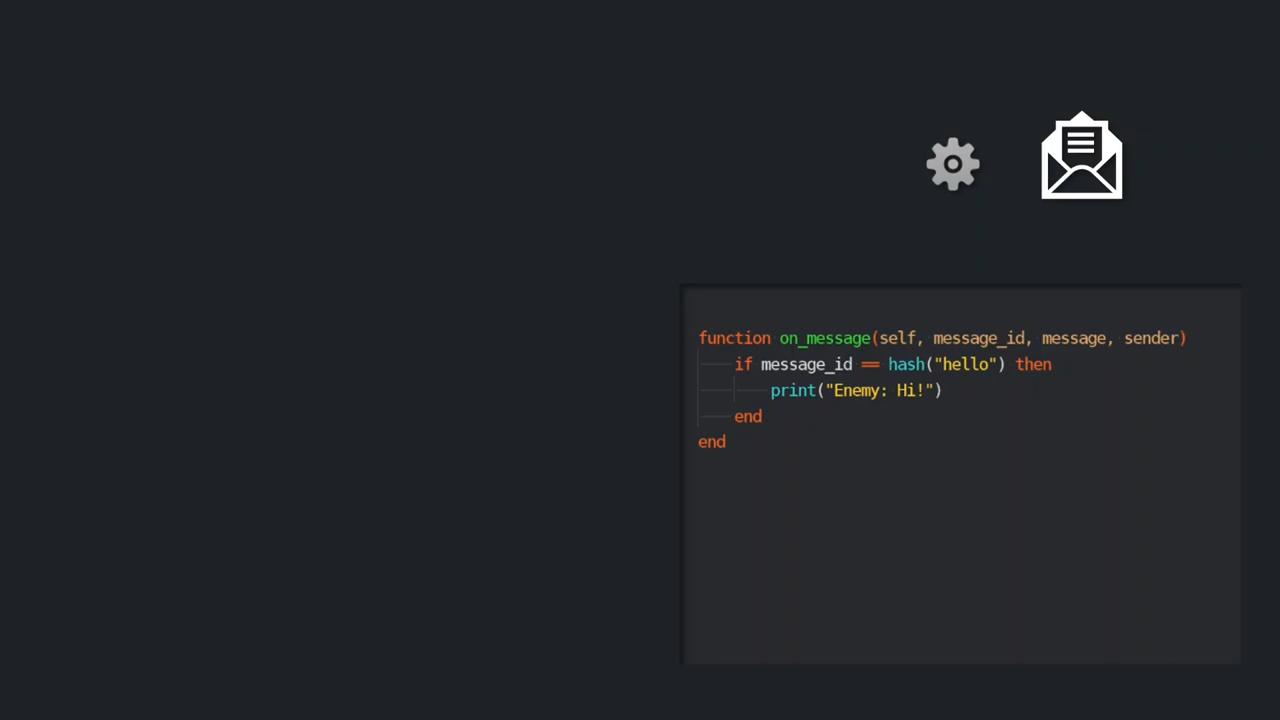 function on_message(self, message_id, message, sender)
if message_id == hash("hello") then
print("Enemy: Hi!")
end
end